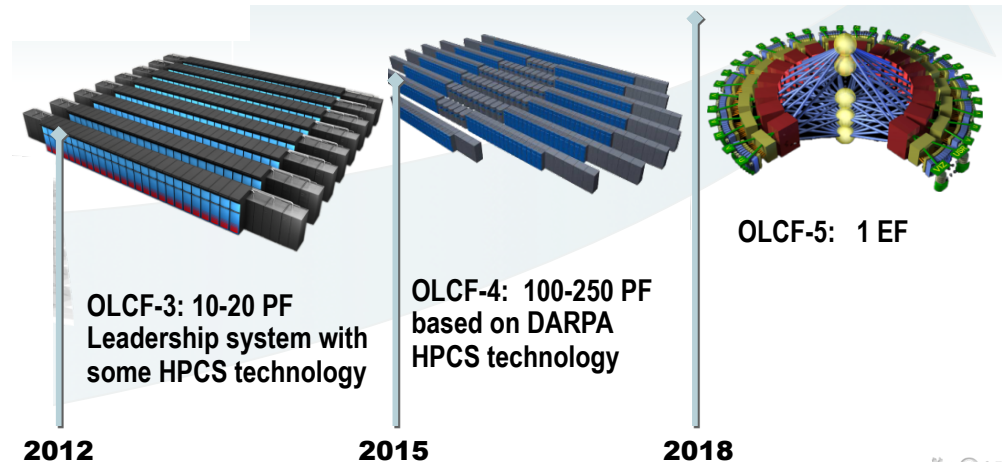 OLCF-5: 1 EF
OLCF-3: 10-20 PF
Leadership system with
some HPCS technology
OLCF-4: 100-250 PF
based on DARPA
HPCS technology
2012
2015
2018